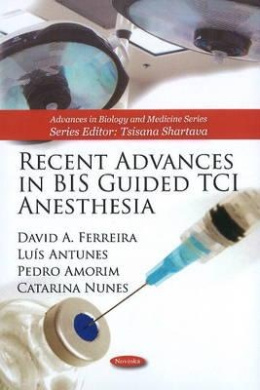 Advances in Biology and Medicine Series
Series Editor: Tsisana Shartava
RECENT ADVANCES
IN BIS GUIDED TCI
ANESTHESIA
DAVID A. FERREIRA
LUÍS ANTUNES
PEDRO AMORIM
CATARINA NUNES
Novinka